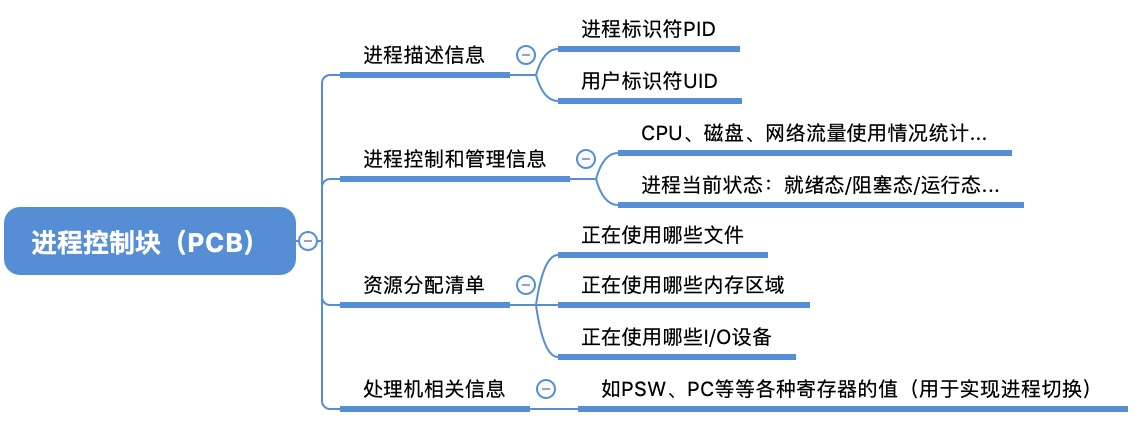 进程控制块（PCB）
进程描述信息
进程标识符PID
用户标识符UID
进程控制和管理信息
CPU、磁盘、网络流量使用情况统计...
进程当前状态：就绪态/阻塞态/运行态...
资源分配清单
正在使用哪些文件
正在使用哪些内存区域
正在使用哪些I/O设备
处理机相关信息
如PSW、PC等等各种寄存器的值（用于实现进程切换）